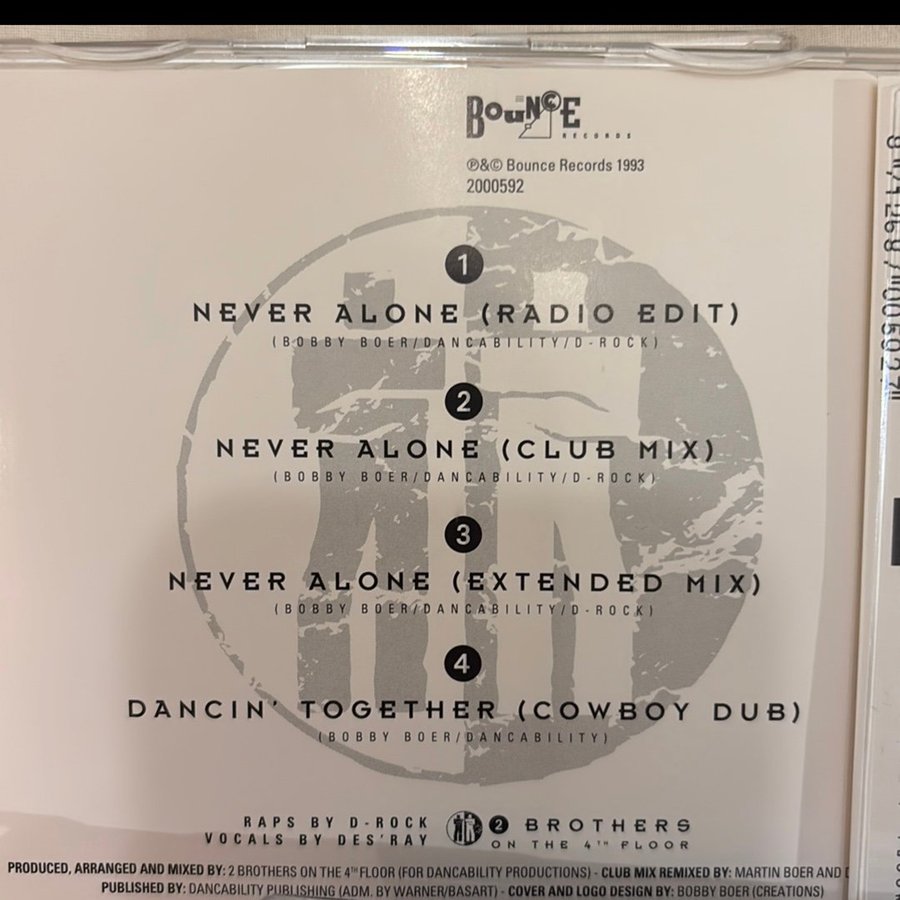 BOUNCE
RECORDS
℗&© Bounce Records 1993
2000592
1
NEVER ALONE (RADIO EDIT)
(BOBBY BOER/DANCABILITY/D-ROCK)
2
NEVER ALONE (CLUB MIX)
(BOBBY BOER/DANCABILITY/D-ROCK)
3
NEVER ALONE (EXTENDED MIX)
(BOBBY BOER/DANCABILITY/D-ROCK)
4
DANCIN' TOGETHER (COWBOY DUB)
(BOBBY BOER/DANCABILITY)
RAPS BY D-ROCK
VOCALS BY DES'RAY
2 BROTHERS
ON THE 4TH FLOOR
PRODUCED, ARRANGED AND MIXED BY: 2 BROTHERS ON THE 4TH FLOOR (FOR DANCABILITY PRODUCTIONS) - CLUB MIX REMIXED BY: MARTIN BOER AND
PUBLISHED BY: DANCABILITY PUBLISHING (ADM. BY WARNER/BASART) - COVER AND LOGO DESIGN BY: BOBBY BOER (CREATIONS)